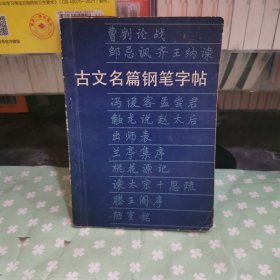 曹刿论战
邹忌讽齐王纳谏
古文名篇钢笔字帖
冯谖客孟尝君
触龙说赵太后
出师表
兰亭集序
桃花源记
谏太宗十思疏
滕王阁序
陋室铭